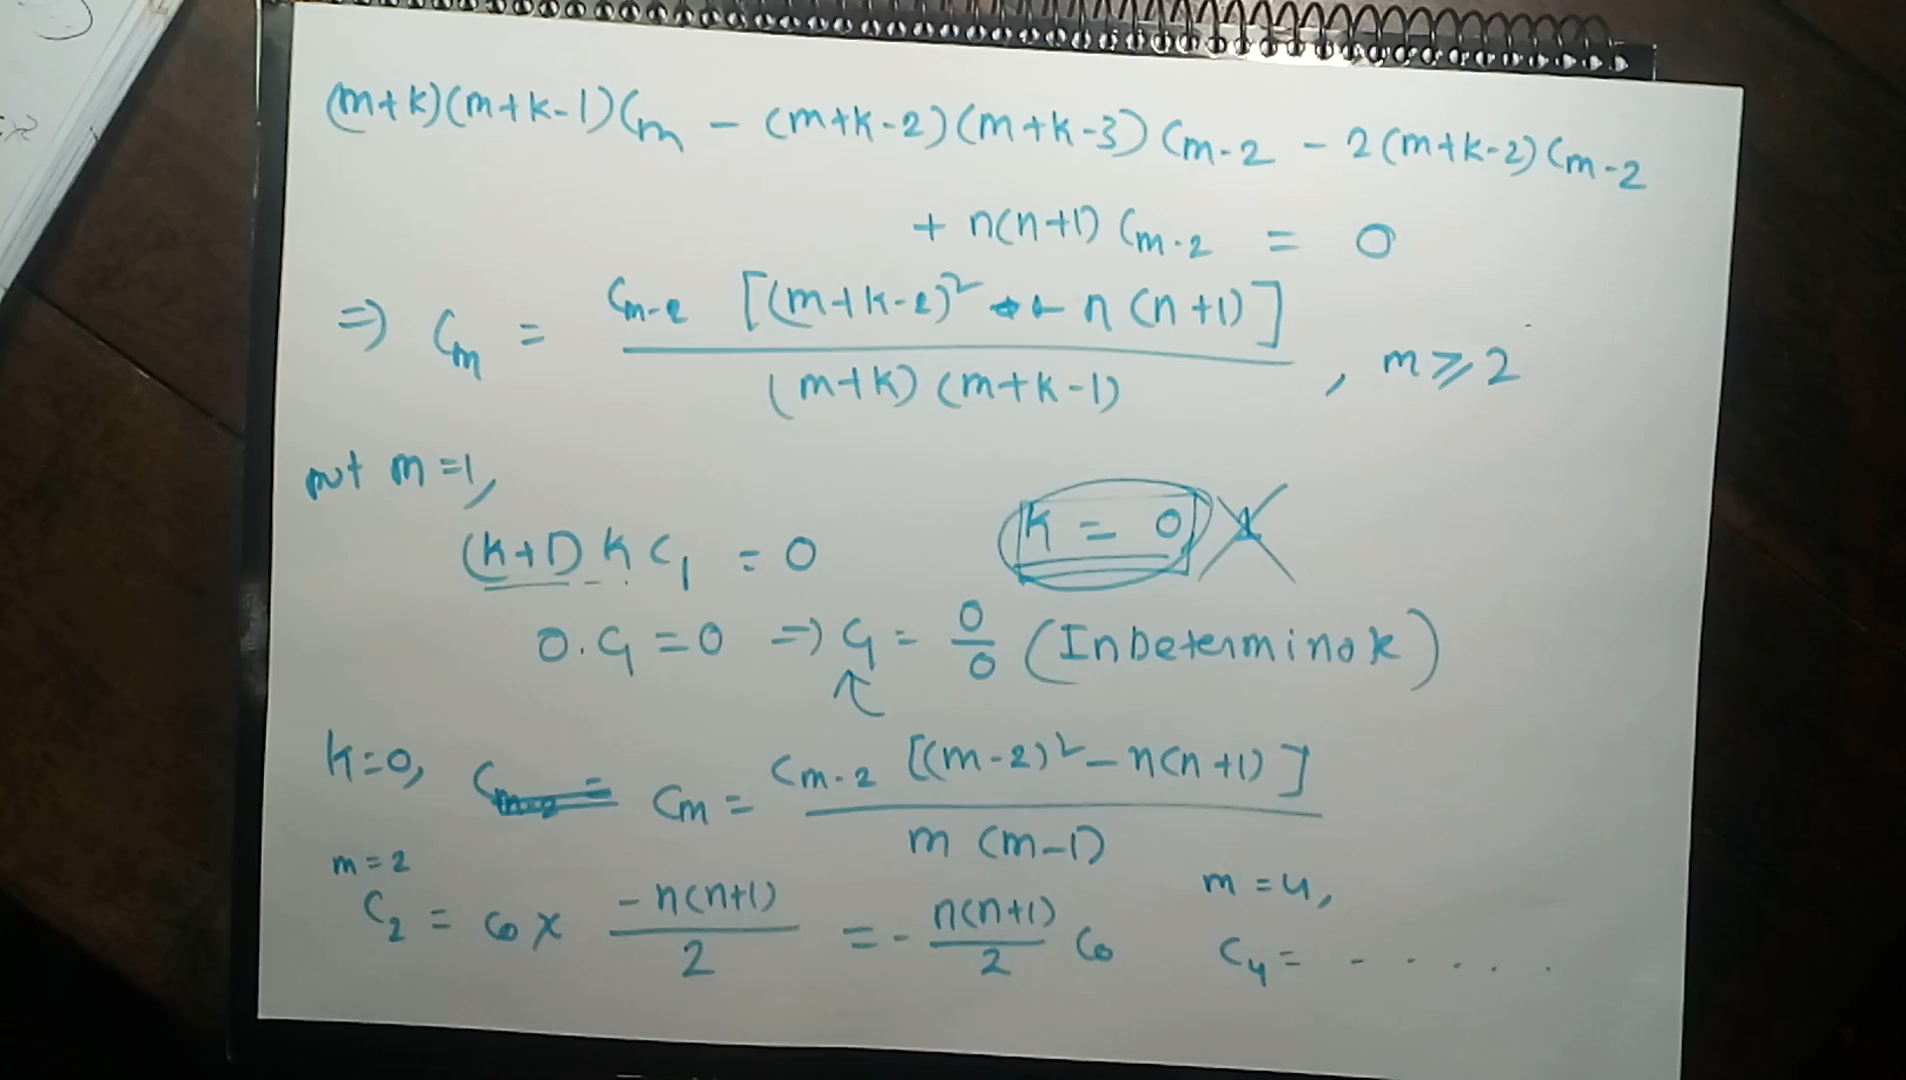 (m+k)(m+k-1)Cm - (m+k-2)(m+k-3)Cm-2 - 2(m+k-2)Cm-2
+ n(n+1) Cm-2 = 0
⇒ Cm = Cm-2 [(m+k-2)² - n(n+1)] / (m+k)(m+k-1) , m ≥ 2
put m=1,
(k+1) k C1 = 0
k = 0
0.C1 = 0 ⇒ C1 = 0/0 (Indeterminate)
k=0, Cm = Cm-2 [(m-2)² - n(n+1)] / m(m-1)
m=2
C2 = C0 x -n(n+1)/2 = - n(n+1)/2 C0
m=4,
C4 = - . . . . .